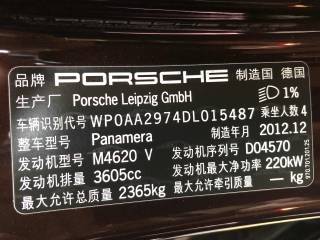 品牌 PORSCHE 制造国 德国
生产厂 Porsche Leipzig GmbH 1%
车辆识别代号 WP0AA2974DL015487 乘坐人数 4
整车型号 Panamera 制造年月 2012.12
发动机型号 M4620 V 发动机序列号 D04570
发动机排量 3605cc 发动机最大净功率 220kW
最大允许总质量 2365kg 最大允许牵引质量 — kg